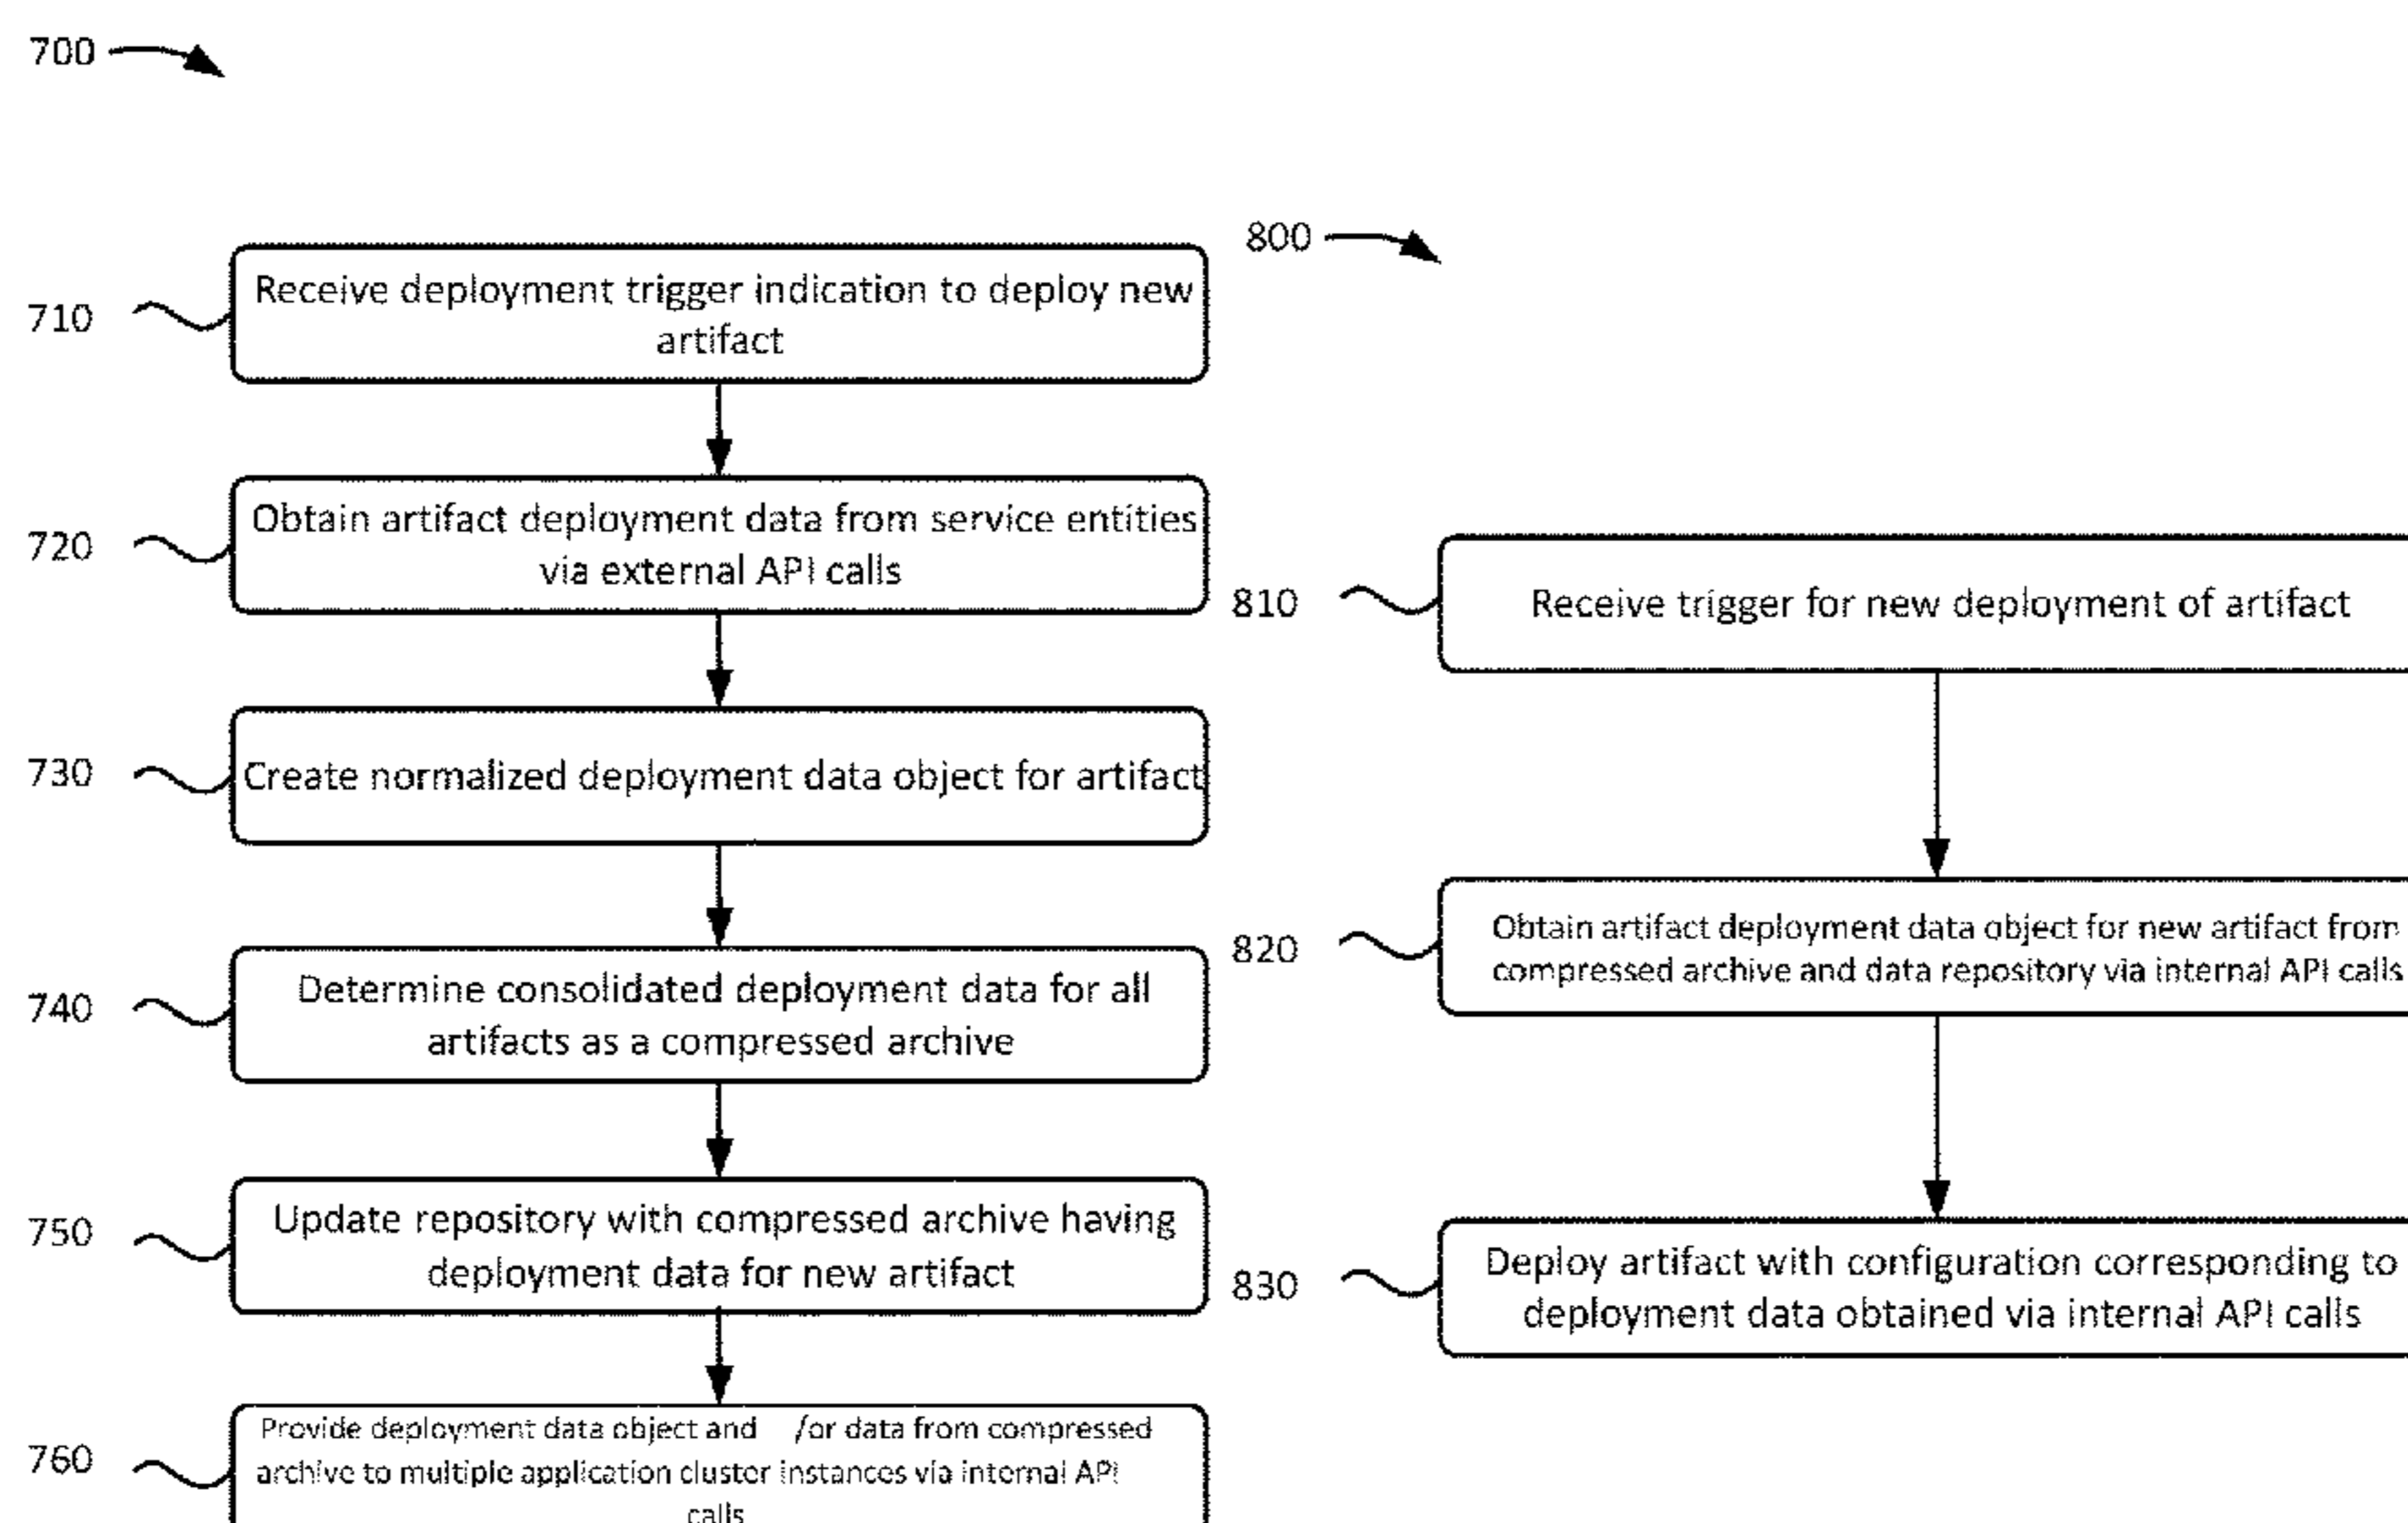 700
710
Receive deployment trigger indication to deploy new
artifact
720
Obtain artifact deployment data from service entities
via external API calls
730
Create normalized deployment data object for artifact
740
Determine consolidated deployment data for all
artifacts as a compressed archive
750
Update repository with compressed archive having
deployment data for new artifact
760
Provide deployment data object and /or data from compressed
archive to multiple application cluster instances via internal API
calls
800
810
Receive trigger for new deployment of artifact
820
Obtain artifact deployment data object for new artifact from
compressed archive and data repository via internal API calls
830
Deploy artifact with configuration corresponding to
deployment data obtained via internal API calls